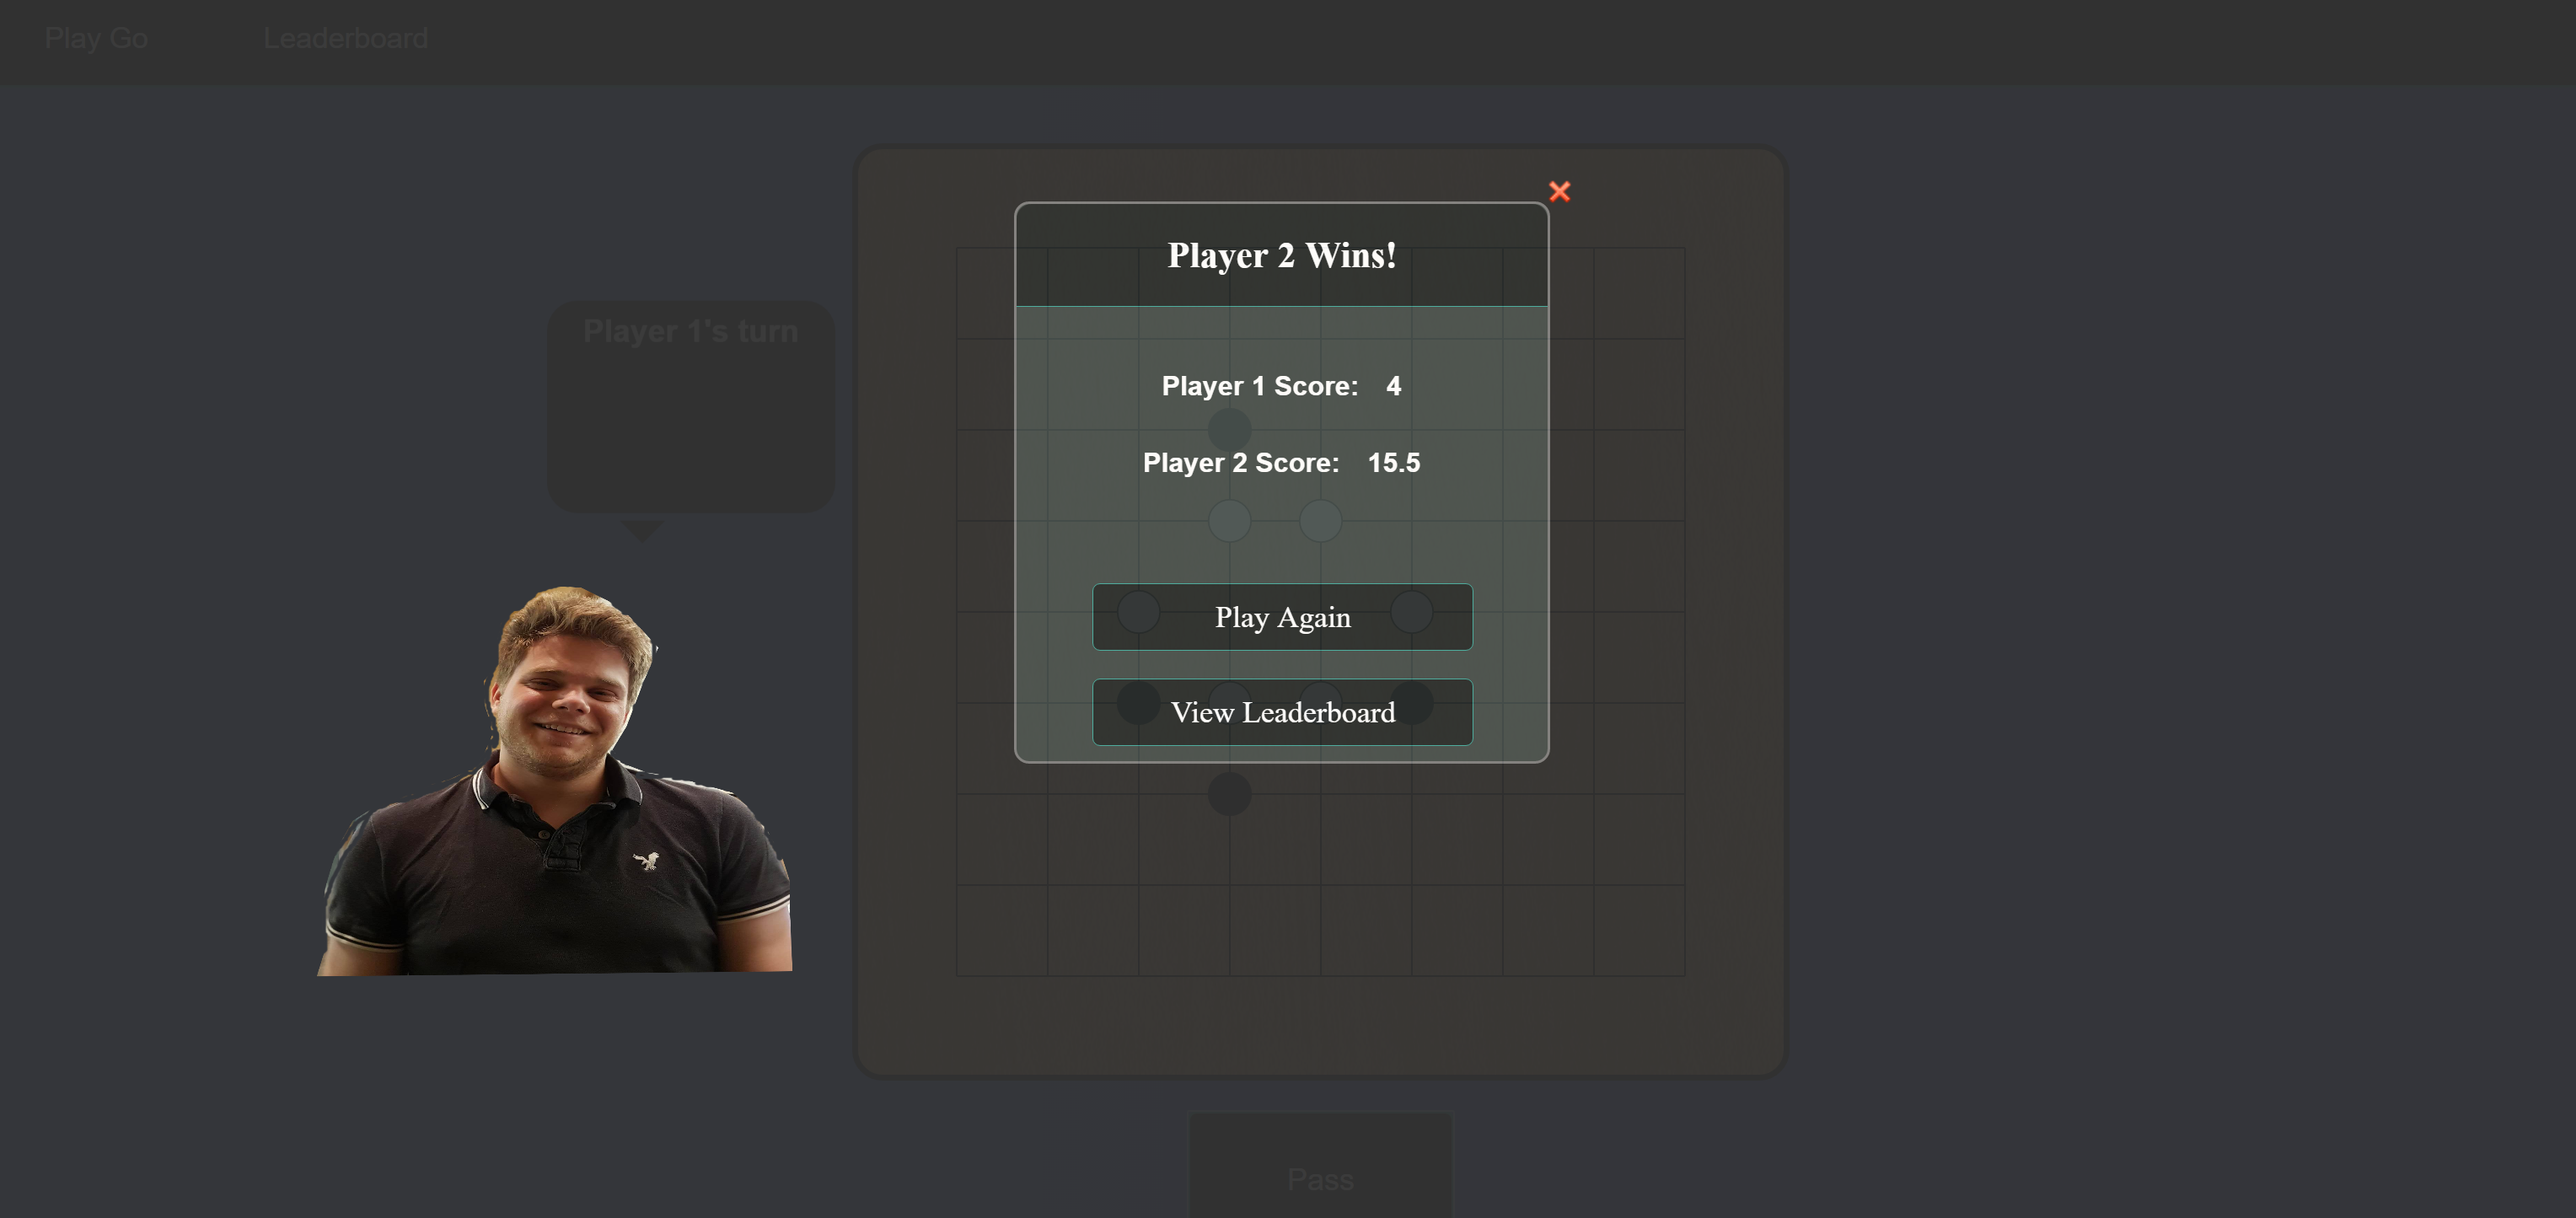 Play Go
Leaderboard
Player 1's turn
Player 2 Wins!
Player 1 Score: 4
Player 2 Score: 15.5
Play Again
View Leaderboard
Pass